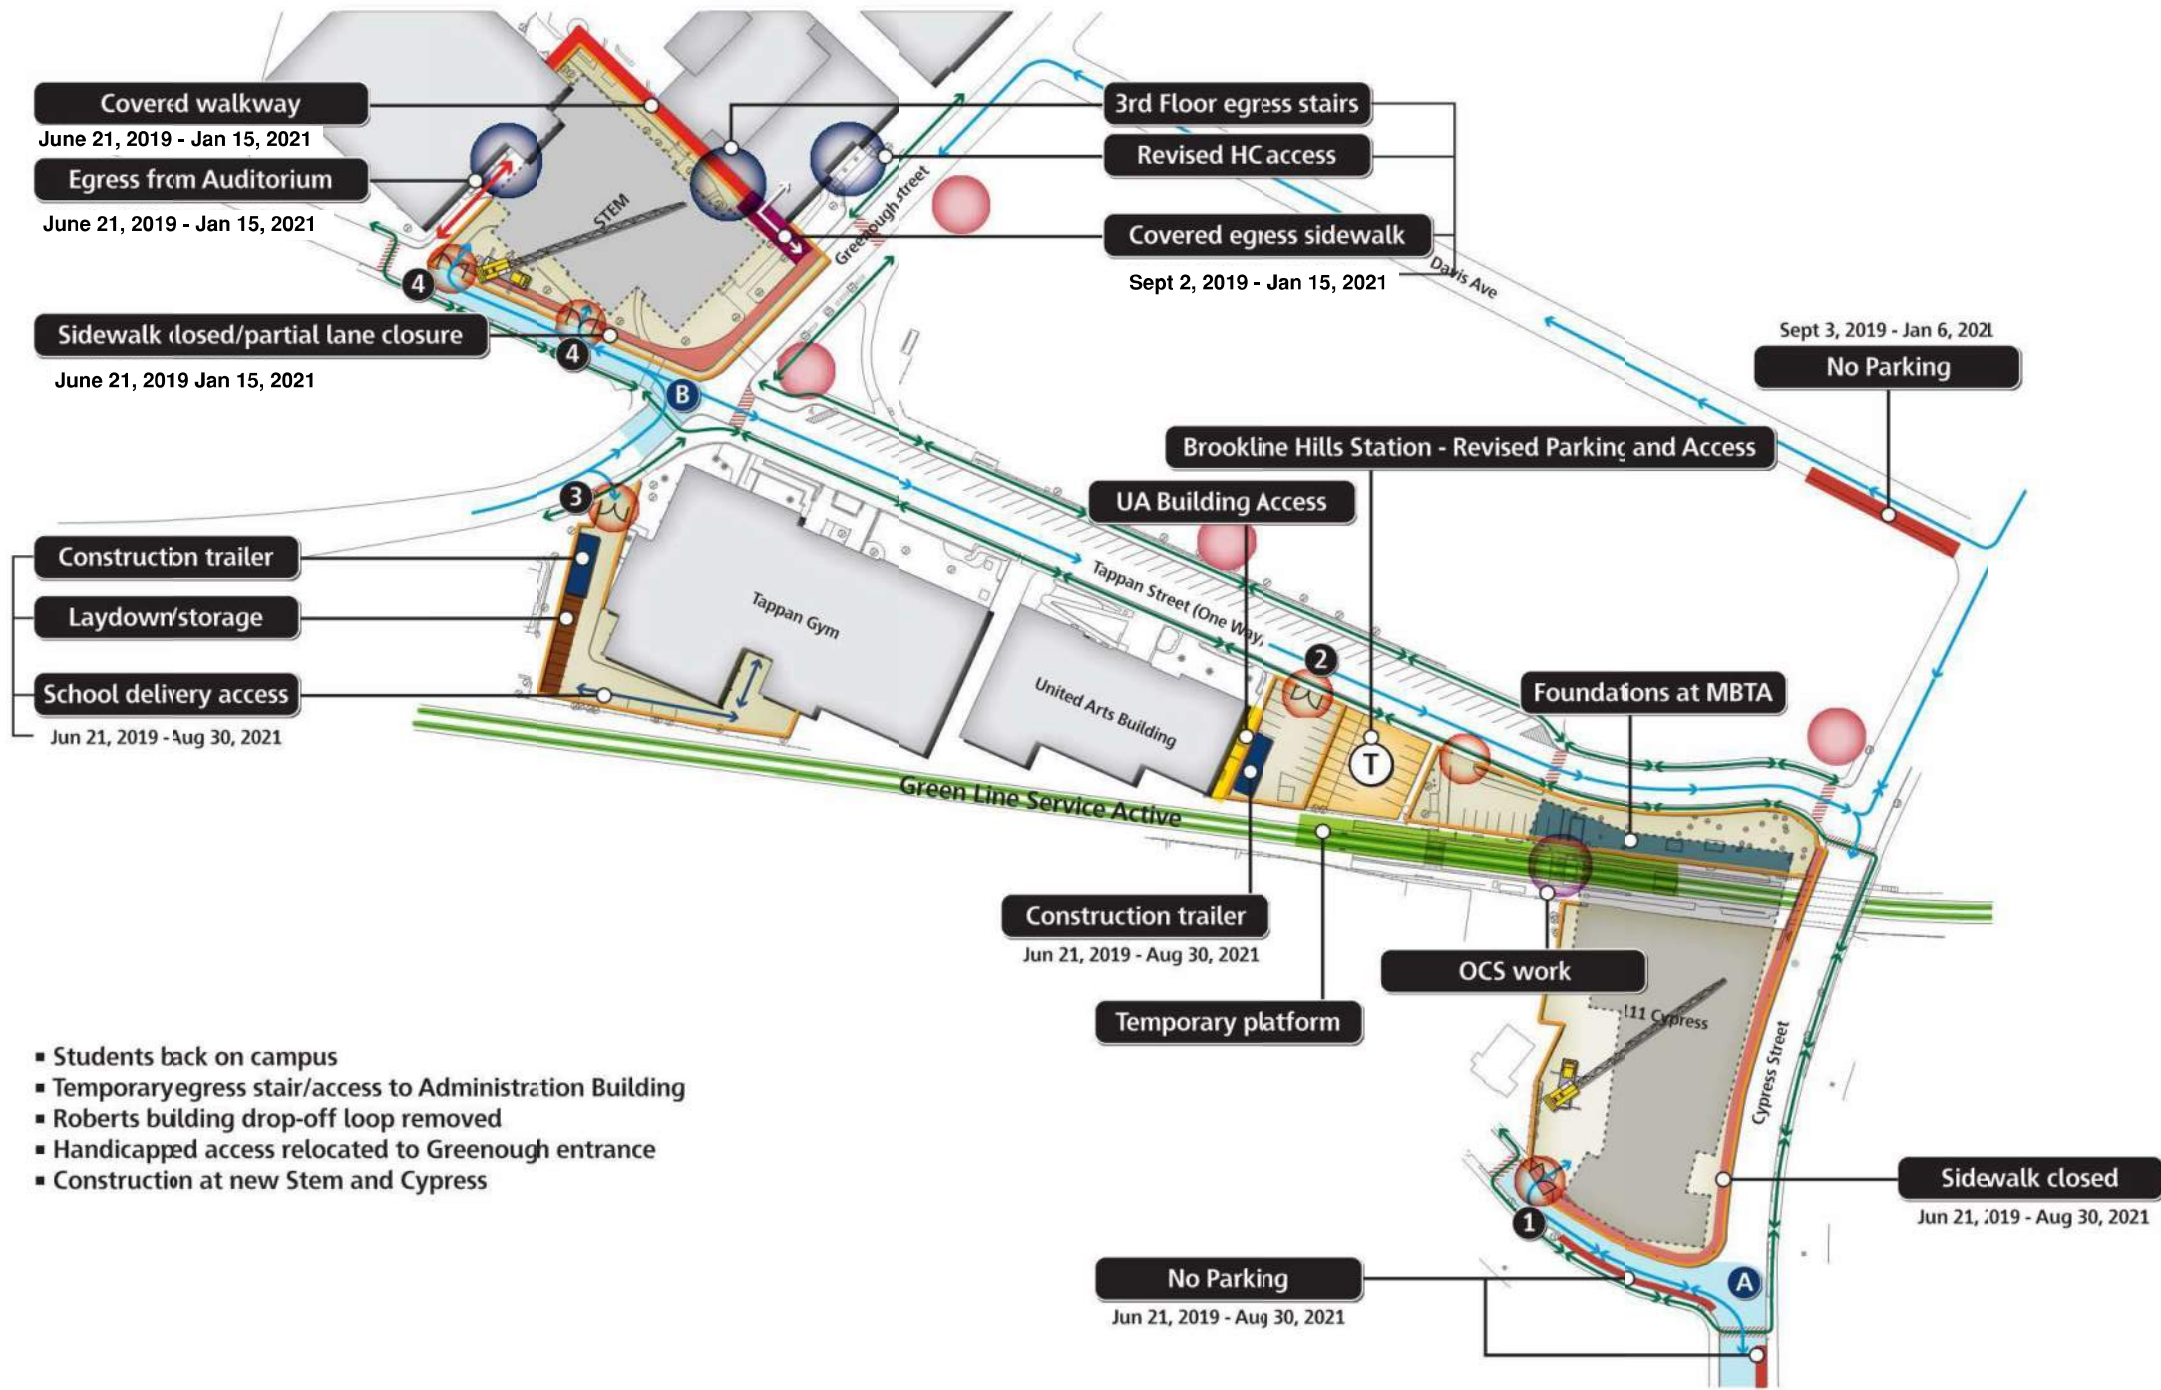 Covered walkway
June 21, 2019 - Jan 15, 2021
Egress from Auditorium
June 21, 2019 - Jan 15, 2021
Sidewalk closed/partial lane closure
June 21, 2019 Jan 15, 2021
3rd Floor egress stairs
Revised HC access
Covered egress sidewalk
Sept 2, 2019 - Jan 15, 2021
STEM
Greenough street
Davis Ave
Sept 3, 2019 - Jan 6, 2021
No Parking
4
4
B
3
Brookline Hills Station - Revised Parking and Access
UA Building Access
Construction trailer
Laydown/storage
School delivery access
Jun 21, 2019 - Aug 30, 2021
Tappan Gym
Tappan Street (One Way)
United Arts Building
2
T
Foundations at MBTA
Green Line Service Active
Construction trailer
Jun 21, 2019 - Aug 30, 2021
OCS work
Temporary platform
111 Cypress
Cypress Street
▪ Students back on campus
▪ Temporary egress stair/access to Administration Building
▪ Roberts building drop-off loop removed
▪ Handicapped access relocated to Greenough entrance
▪ Construction at new Stem and Cypress
1
A
Sidewalk closed
Jun 21, 2019 - Aug 30, 2021
No Parking
Jun 21, 2019 - Aug 30, 2021